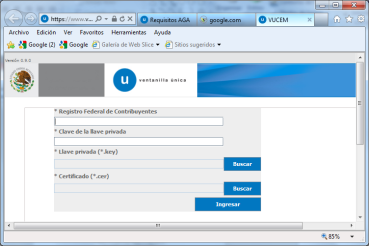 https://www.v...
Requisitos AGA
google.com
VUCEM
Archivo Edición Ver Favoritos Herramientas Ayuda
Google (2) Google Galería de Web Slice Sitios sugeridos
u ventanilla única
* Registro Federal de Contribuyentes
* Clave de la llave privada
* Llave privada (*.key)
Buscar
* Certificado (*.cer)
Buscar
Ingresar
85%